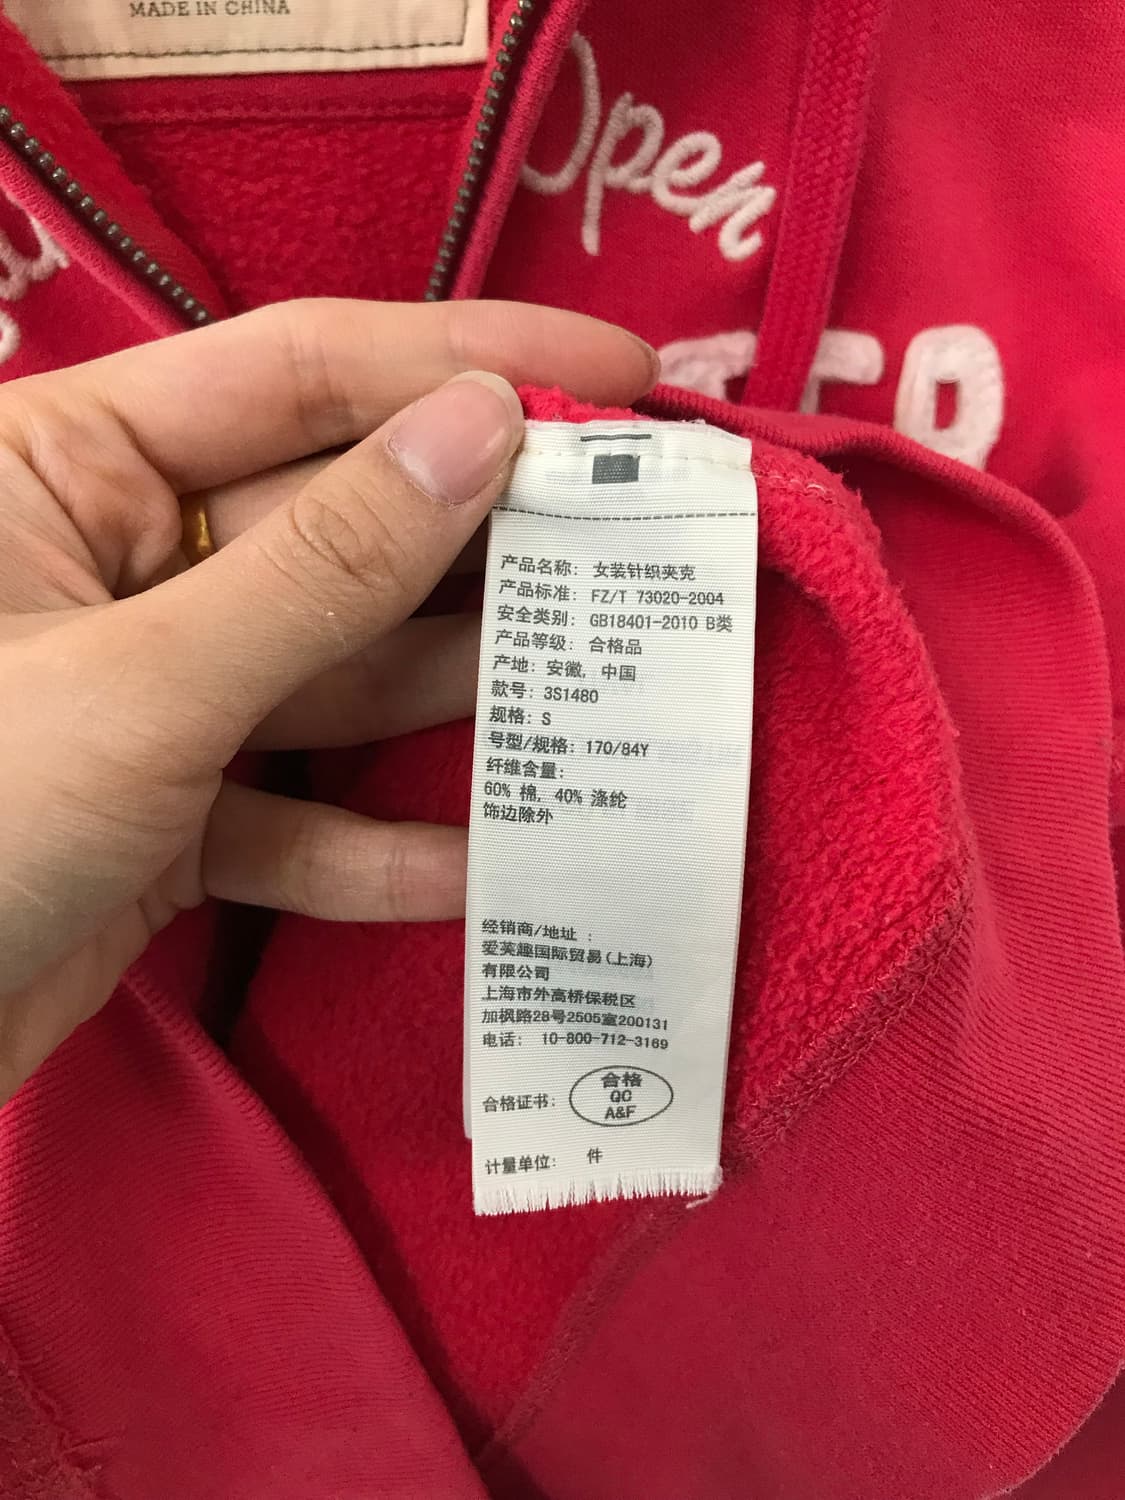 MADE IN CHINA
Open
产品名称: 女装针织夹克
产品标准: FZ/T 73020-2004
安全类别: GB18401-2010 B类
产品等级: 合格品
产地: 安徽, 中国
款号: 3S1480
规格: S
号型/规格: 170/84Y
纤维含量:
60% 棉, 40% 涤纶
饰边除外
经销商/地址 :
爱芙趣国际贸易(上海)
有限公司
上海市外高桥保税区
加枫路28号2505室200131
电话: 10-800-712-3169
合格证书: 合格
QC
A&F
计量单位: 件